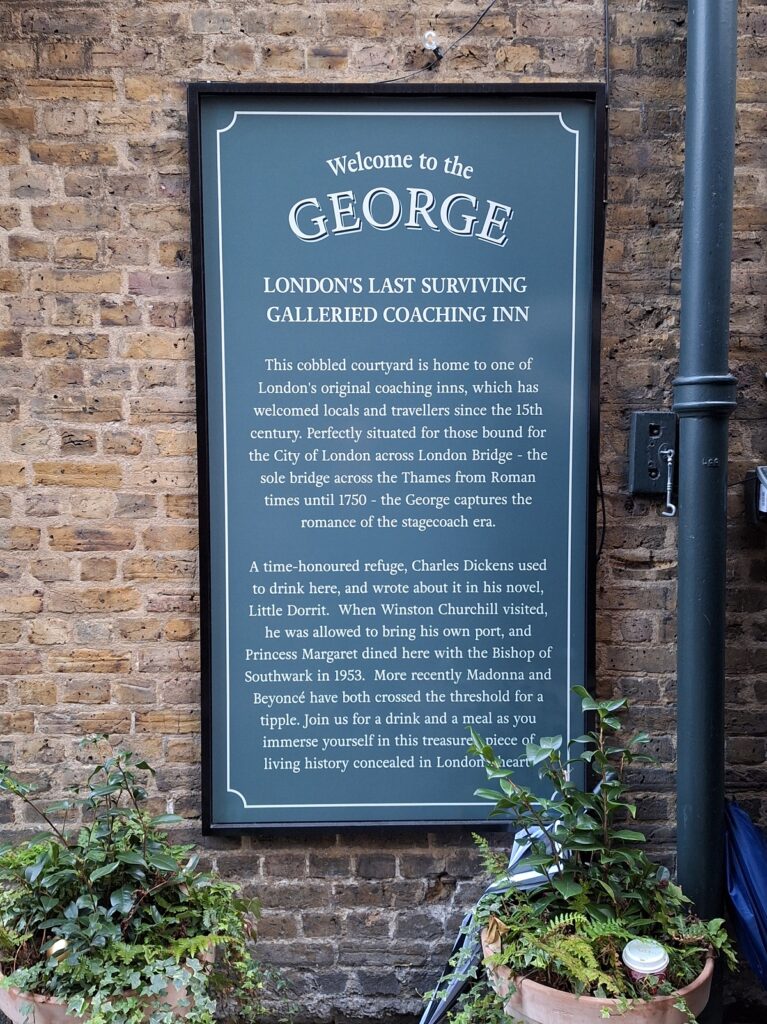 Welcome to the
GEORGE
LONDON'S LAST SURVIVING
GALLERIED COACHING INN
This cobbled courtyard is home to one of
London's original coaching inns, which has
welcomed locals and travellers since the 15th
century. Perfectly situated for those bound for
the City of London across London Bridge - the
sole bridge across the Thames from Roman
times until 1750 - the George captures the
romance of the stagecoach era.
A time-honoured refuge, Charles Dickens used
to drink here, and wrote about it in his novel,
Little Dorrit. When Winston Churchill visited,
he was allowed to bring his own port, and
Princess Margaret dined here with the Bishop of
Southwark in 1953. More recently Madonna and
Beyoncé have both crossed the threshold for a
tipple. Join us for a drink and a meal as you
immerse yourself in this treasured piece of
living history concealed in London's heart